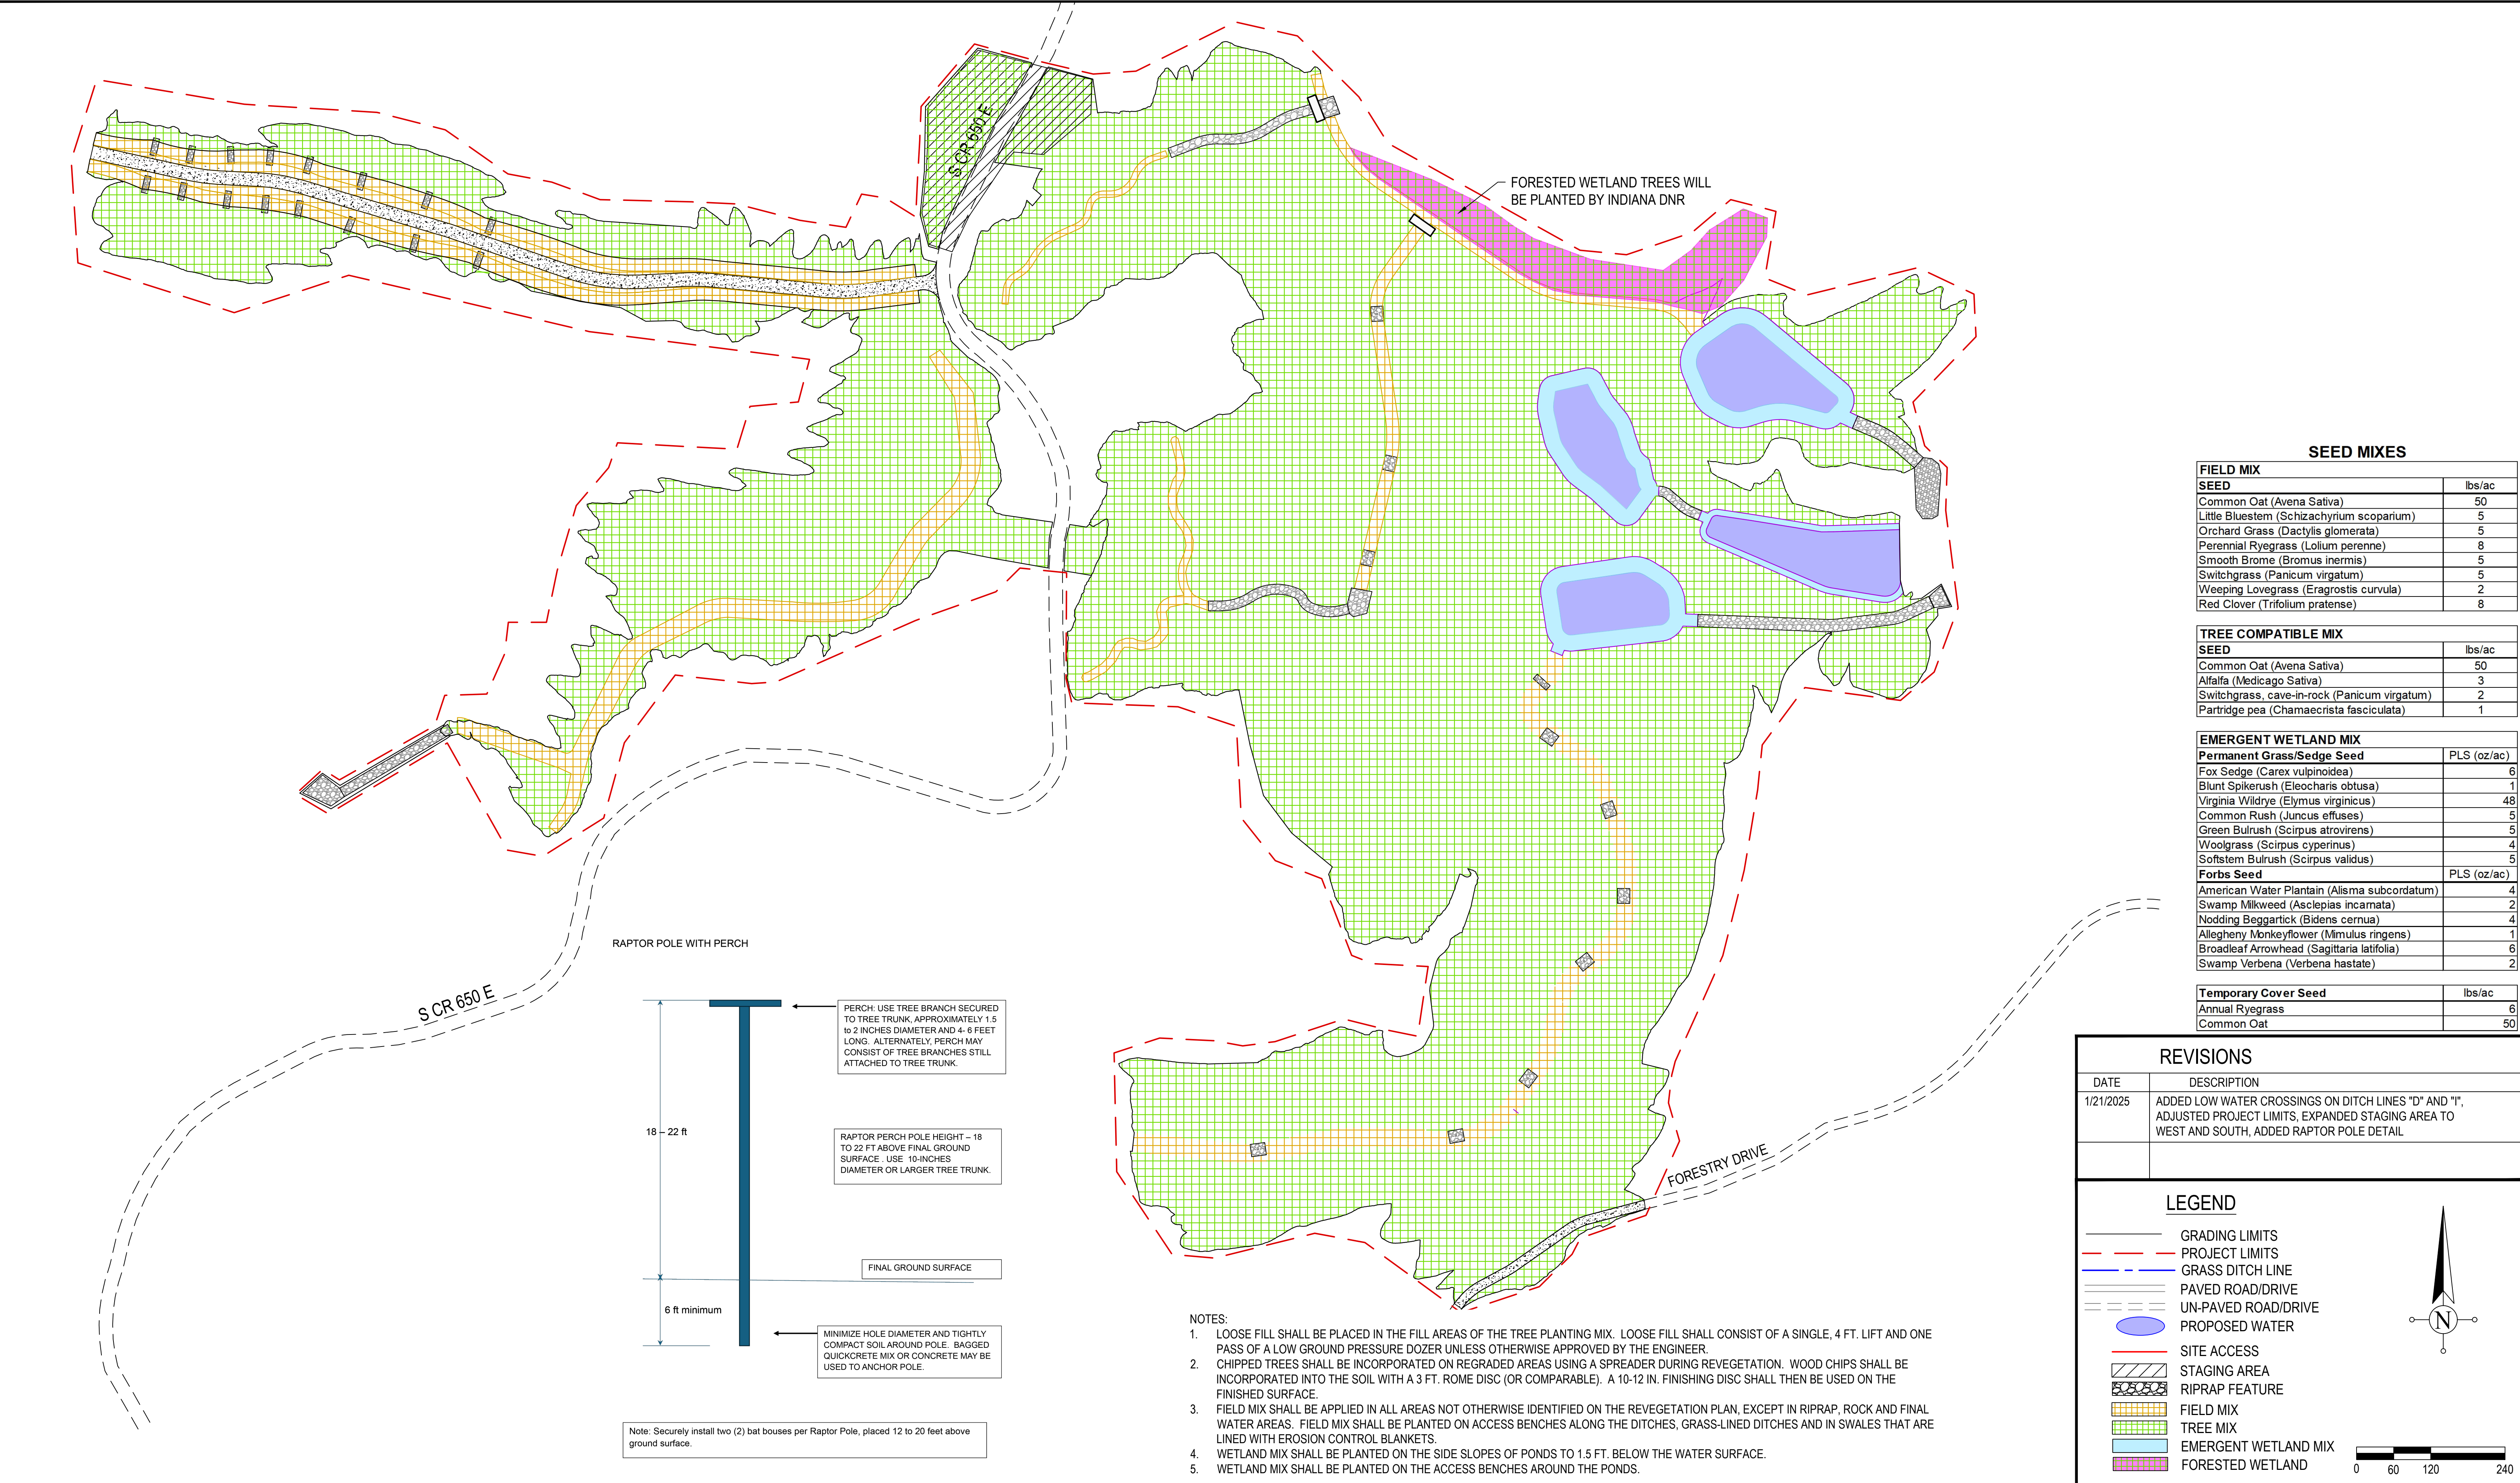 S CR 650 E
FORESTED WETLAND TREES WILL
BE PLANTED BY INDIANA DNR
S CR 650 E
FORESTRY DRIVE
RAPTOR POLE WITH PERCH
PERCH: USE TREE BRANCH SECURED
TO TREE TRUNK, APPROXIMATELY 1.5
to 2 INCHES DIAMETER AND 4- 6 FEET
LONG. ALTERNATELY, PERCH MAY
CONSIST OF TREE BRANCHES STILL
ATTACHED TO TREE TRUNK.
18 – 22 ft
RAPTOR PERCH POLE HEIGHT – 18
TO 22 FT ABOVE FINAL GROUND
SURFACE . USE 10-INCHES
DIAMETER OR LARGER TREE TRUNK.
FINAL GROUND SURFACE
6 ft minimum
MINIMIZE HOLE DIAMETER AND TIGHTLY
COMPACT SOIL AROUND POLE. BAGGED
QUICKCRETE MIX OR CONCRETE MAY BE
USED TO ANCHOR POLE.
Note: Securely install two (2) bat bouses per Raptor Pole, placed 12 to 20 feet above
ground surface.
NOTES:
1. LOOSE FILL SHALL BE PLACED IN THE FILL AREAS OF THE TREE PLANTING MIX. LOOSE FILL SHALL CONSIST OF A SINGLE, 4 FT. LIFT AND ONE
PASS OF A LOW GROUND PRESSURE DOZER UNLESS OTHERWISE APPROVED BY THE ENGINEER.
2. CHIPPED TREES SHALL BE INCORPORATED ON REGRADED AREAS USING A SPREADER DURING REVEGETATION. WOOD CHIPS SHALL BE
INCORPORATED INTO THE SOIL WITH A 3 FT. ROME DISC (OR COMPARABLE). A 10-12 IN. FINISHING DISC SHALL THEN BE USED ON THE
FINISHED SURFACE.
3. FIELD MIX SHALL BE APPLIED IN ALL AREAS NOT OTHERWISE IDENTIFIED ON THE REVEGETATION PLAN, EXCEPT IN RIPRAP, ROCK AND FINAL
WATER AREAS. FIELD MIX SHALL BE PLANTED ON ACCESS BENCHES ALONG THE DITCHES, GRASS-LINED DITCHES AND IN SWALES THAT ARE
LINED WITH EROSION CONTROL BLANKETS.
4. WETLAND MIX SHALL BE PLANTED ON THE SIDE SLOPES OF PONDS TO 1.5 FT. BELOW THE WATER SURFACE.
5. WETLAND MIX SHALL BE PLANTED ON THE ACCESS BENCHES AROUND THE PONDS.
SEED MIXES
FIELD MIX
SEED lbs/ac
Common Oat (Avena Sativa) 50
Little Bluestem (Schizachyrium scoparium) 5
Orchard Grass (Dactylis glomerata) 5
Perennial Ryegrass (Lolium perenne) 8
Smooth Brome (Bromus inermis) 5
Switchgrass (Panicum virgatum) 5
Weeping Lovegrass (Eragrostis curvula) 2
Red Clover (Trifolium pratense) 8
TREE COMPATIBLE MIX
SEED lbs/ac
Common Oat (Avena Sativa) 50
Alfalfa (Medicago Sativa) 3
Switchgrass, cave-in-rock (Panicum virgatum) 2
Partridge pea (Chamaecrista fasciculata) 1
EMERGENT WETLAND MIX
Permanent Grass/Sedge Seed PLS (oz/ac)
Fox Sedge (Carex vulpinoidea) 6
Blunt Spikerush (Eleocharis obtusa) 1
Virginia Wildrye (Elymus virginicus) 48
Common Rush (Juncus effuses) 5
Green Bulrush (Scirpus atrovirens) 5
Woolgrass (Scirpus cyperinus) 4
Softstem Bulrush (Scirpus validus) 5
Forbs Seed PLS (oz/ac)
American Water Plantain (Alisma subcordatum) 4
Swamp Milkweed (Asclepias incarnata) 2
Nodding Beggartick (Bidens cernua) 4
Allegheny Monkeyflower (Mimulus ringens) 1
Broadleaf Arrowhead (Sagittaria latifolia) 6
Swamp Verbena (Verbena hastate) 2
Temporary Cover Seed lbs/ac
Annual Ryegrass 6
Common Oat 50
REVISIONS
DATE DESCRIPTION
1/21/2025 ADDED LOW WATER CROSSINGS ON DITCH LINES "D" AND "I",
ADJUSTED PROJECT LIMITS, EXPANDED STAGING AREA TO
WEST AND SOUTH, ADDED RAPTOR POLE DETAIL
LEGEND
GRADING LIMITS
PROJECT LIMITS
GRASS DITCH LINE
PAVED ROAD/DRIVE
UN-PAVED ROAD/DRIVE
PROPOSED WATER
SITE ACCESS
STAGING AREA
RIPRAP FEATURE
FIELD MIX
TREE MIX
EMERGENT WETLAND MIX
FORESTED WETLAND
N
0 60 120 240